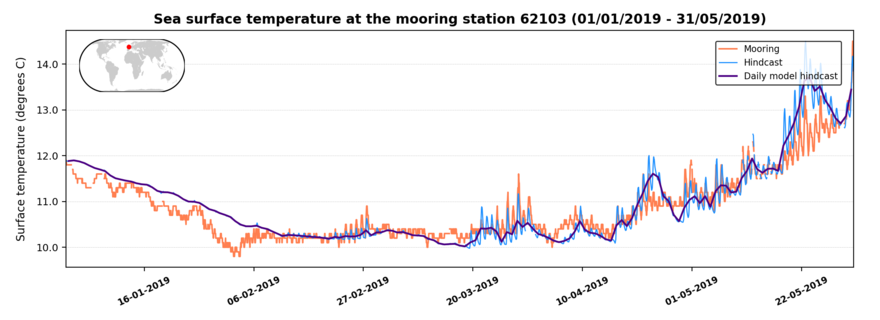 Sea surface temperature at the mooring station 62103 (01/01/2019 - 31/05/2019)
Surface temperature (degrees C)
14.0
13.0
12.0
11.0
10.0
Mooring
Hindcast
Daily model hindcast
16-01-2019
06-02-2019
27-02-2019
20-03-2019
10-04-2019
01-05-2019
22-05-2019